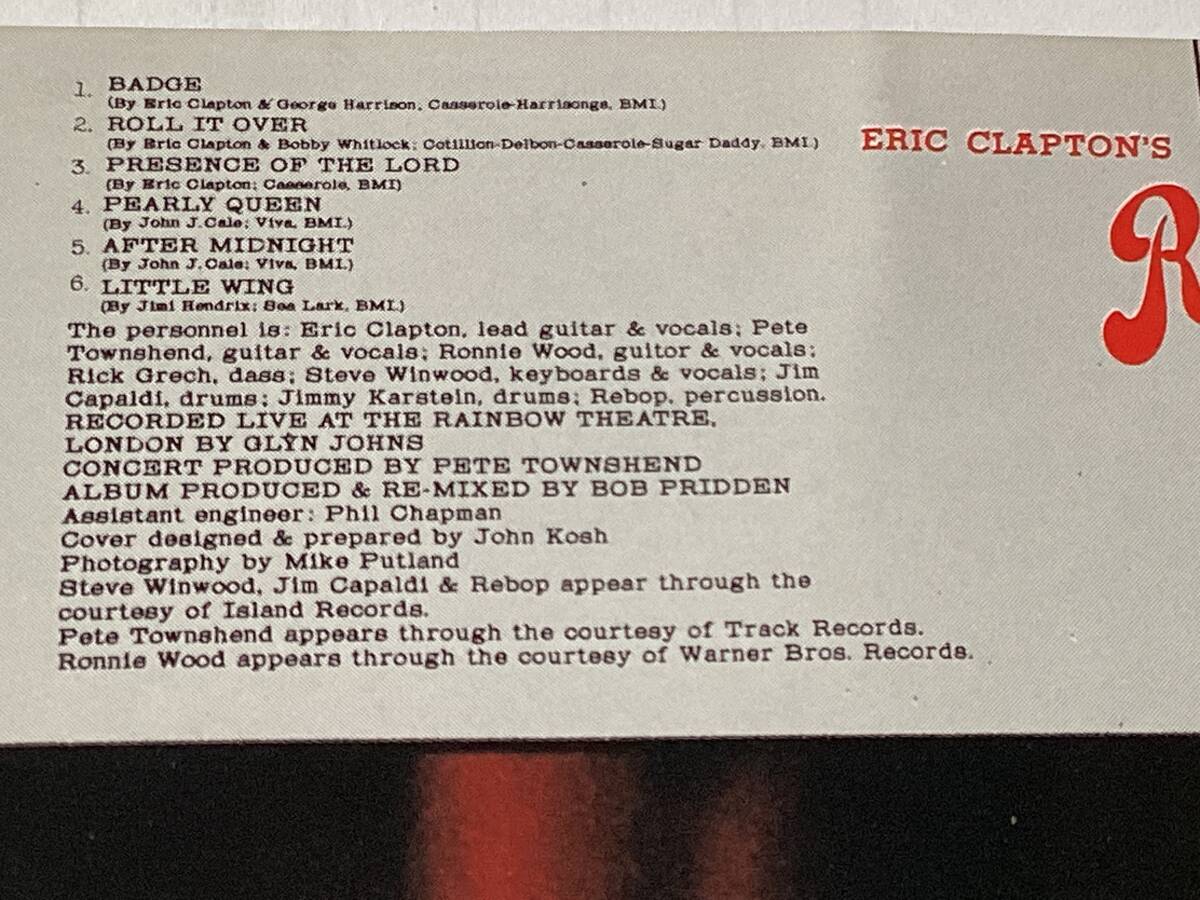 1. BADGE
(By Eric Clapton & George Harrison, Casserole-Harrisongs, BMI.)
2. ROLL IT OVER
(By Eric Clapton & Bobby Whitlock; Cotillion-Delbon-Casserole-Sugar Daddy, BMI.)
3. PRESENCE OF THE LORD
(By Eric Clapton; Casserole, BMI)
4. PEARLY QUEEN
(By John J. Cale; Viva, BMI.)
5. AFTER MIDNIGHT
(By John J. Cale; Viva, BMI.)
6. LITTLE WING
(By Jimi Hendrix; Sea Lark, BMI.)
The personnel is: Eric Clapton, lead guitar & vocals; Pete
Townshend, guitar & vocals; Ronnie Wood, guitor & vocals;
Rick Grech, dass; Steve Winwood, keyboards & vocals; Jim
Capaldi, drums; Jimmy Karstein, drums; Rebop, percussion.
RECORDED LIVE AT THE RAINBOW THEATRE,
LONDON BY GLYN JOHNS
CONCERT PRODUCED BY PETE TOWNSHEND
ALBUM PRODUCED & RE-MIXED BY BOB PRIDDEN
Assistant engineer: Phil Chapman
Cover designed & prepared by John Kosh
Photography by Mike Putland
Steve Winwood, Jim Capaldi & Rebop appear through the
courtesy of Island Records.
Pete Townshend appears through the courtesy of Track Records.
Ronnie Wood appears through the courtesy of Warner Bros. Records.
ERIC CLAPTON'S
R